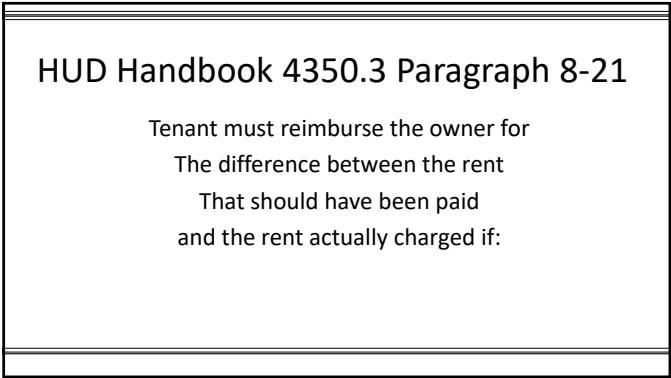 HUD Handbook 4350.3 Paragraph 8-21
Tenant must reimburse the owner for
The difference between the rent
That should have been paid
and the rent actually charged if: